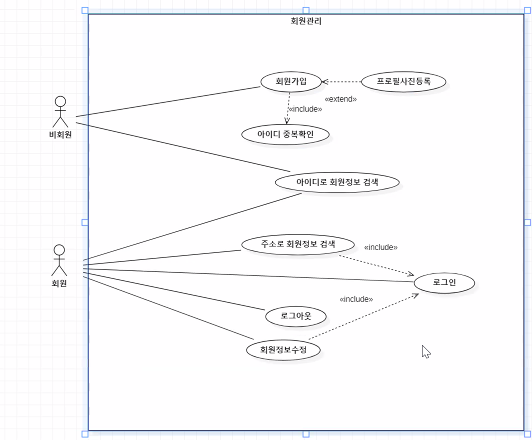 회원관리
회원가입
프로필사진등록
«extend»
«include»
아이디 중복확인
비회원
아이디로 회원정보 검색
주소로 회원정보 검색
«include»
회원
로그인
«include»
로그아웃
회원정보수정